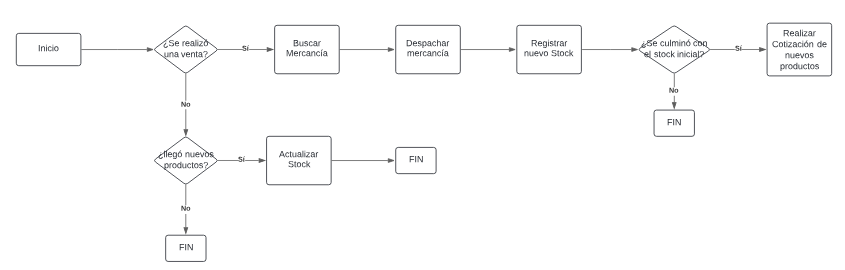 Inicio
¿Se realizó
una venta?
Sí
Buscar
Mercancía
Despachar
mercancía
Registrar
nuevo Stock
¿Se culminó con
el stock inicial?
Sí
Realizar
Cotización de
nuevos
productos
No
No
FIN
¿llegó nuevos
productos?
Sí
Actualizar
Stock
FIN
No
FIN